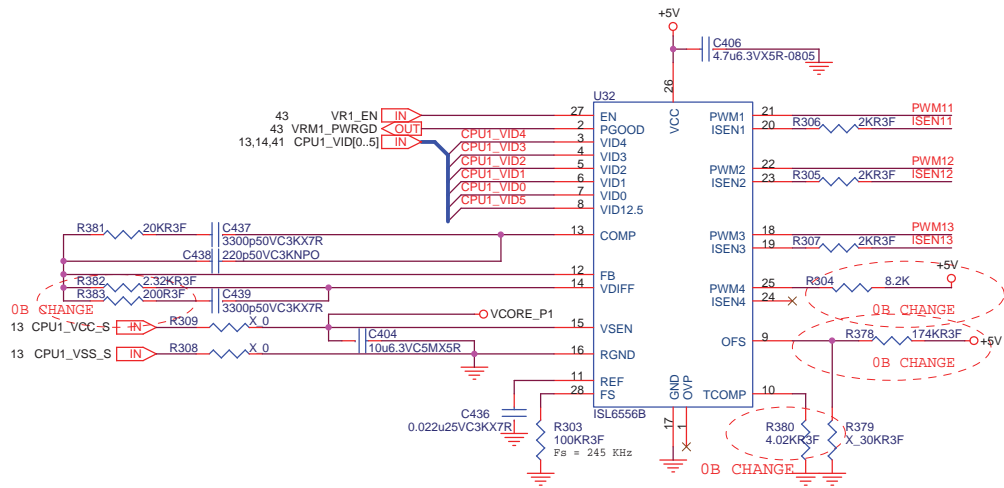 +5V
C406
4.7u6.3VX5R-0805
26
VCC
U32
43 VR1_EN IN 27 EN
43 VRM1_PWRGD OUT 2 PGOOD
13,14,41 CPU1_VID[0..5] IN
CPU1_VID4 3 VID4
CPU1_VID3 4 VID3
CPU1_VID2 5 VID2
CPU1_VID1 6 VID1
CPU1_VID0 7 VID0
CPU1_VID5 8 VID12.5
PWM1 21 PWM11
ISEN1 20 R306 2KR3F ISEN11
PWM2 22 PWM12
ISEN2 23 R305 2KR3F ISEN12
PWM3 18 PWM13
ISEN3 19 R307 2KR3F ISEN13
R381 20KR3F C437
3300p50VC3KX7R
13 COMP
C438 220p50VC3KNPO
12 FB
R382 2.32KR3F
14 VDIFF
R383 200R3F C439
3300p50VC3KX7R
0B CHANGE
+5V
PWM4 25 R304 8.2K
ISEN4 24
0B CHANGE
VCORE_P1
13 CPU1_VCC_S IN R309 X_0
15 VSEN
C404
10u6.3VC5MX5R
13 CPU1_VSS_S IN R308 X_0
16 RGND
OFS 9 R378 174KR3F +5V
0B CHANGE
11 REF
28 FS
C436
0.022u25VC3KX7R
R303
100KR3F
Fs = 245 KHz
GND
OVP
17
1
ISL6556B
TCOMP 10
R380
4.02KR3F
R379
X_30KR3F
0B CHANGE